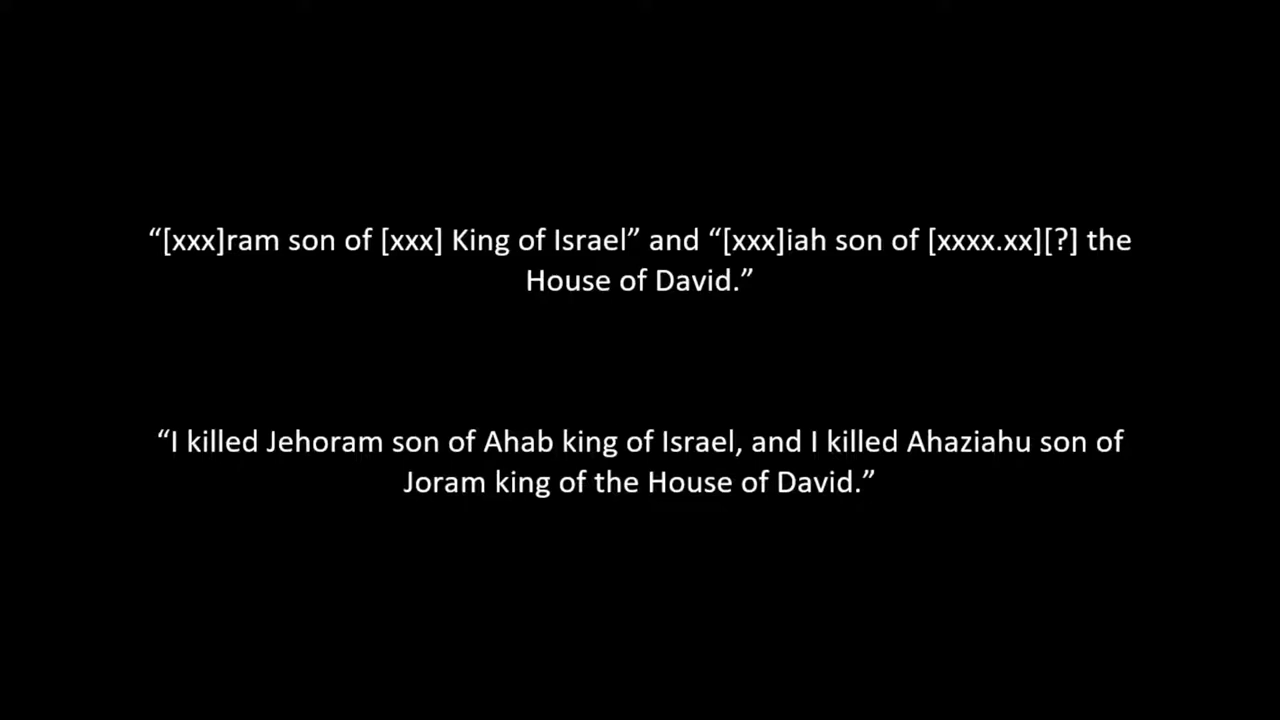 “[xxx]ram son of [xxx] King of Israel” and “[xxx]iah son of [xxxx.xx][?] the
House of David.”
“I killed Jehoram son of Ahab king of Israel, and I killed Ahaziahu son of
Joram king of the House of David.”